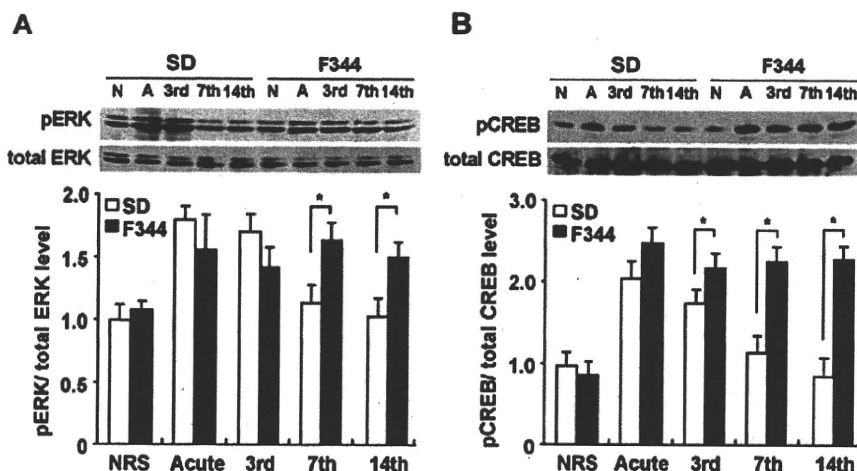 A
SD F344
N A 3rd 7th 14th N A 3rd 7th 14th
pERK
total ERK
pERK/ total ERK level
2.0
1.5
1.0
0.5
0
SD
F344
* *
NRS Acute 3rd 7th 14th
B
SD F344
N A 3rd 7th 14th N A 3rd 7th 14th
pCREB
total CREB
pCREB/ total CREB level
3.0
2.0
1.0
0
SD
F344
* * *
NRS Acute 3rd 7th 14th